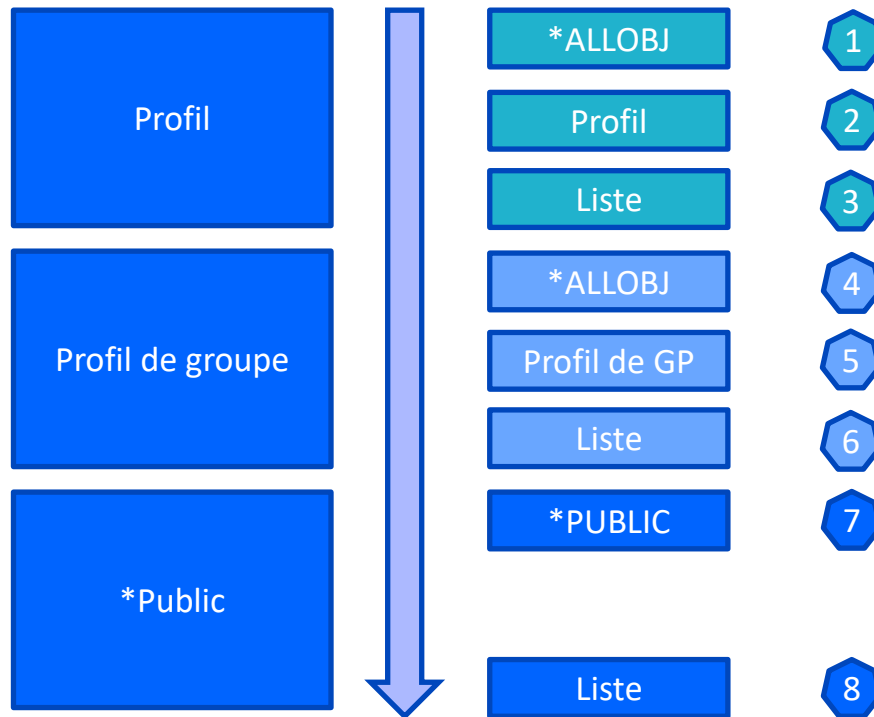 Profil
*ALLOBJ
1
Profil
2
Liste
3
Profil de groupe
*ALLOBJ
4
Profil de GP
5
Liste
6
*Public
*PUBLIC
7
Liste
8